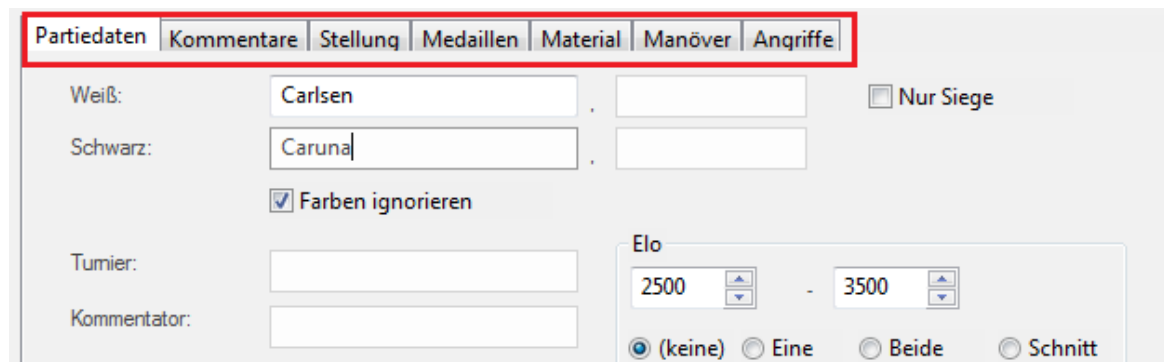 Partiedaten Kommentare Stellung Medaillen Material Manöver Angriffe
Weiß: Carlsen , Nur Siege
Schwarz: Caruna ,
Farben ignorieren
Elo
Turnier:
2500 - 3500
Kommentator:
(keine) Eine Beide Schnitt